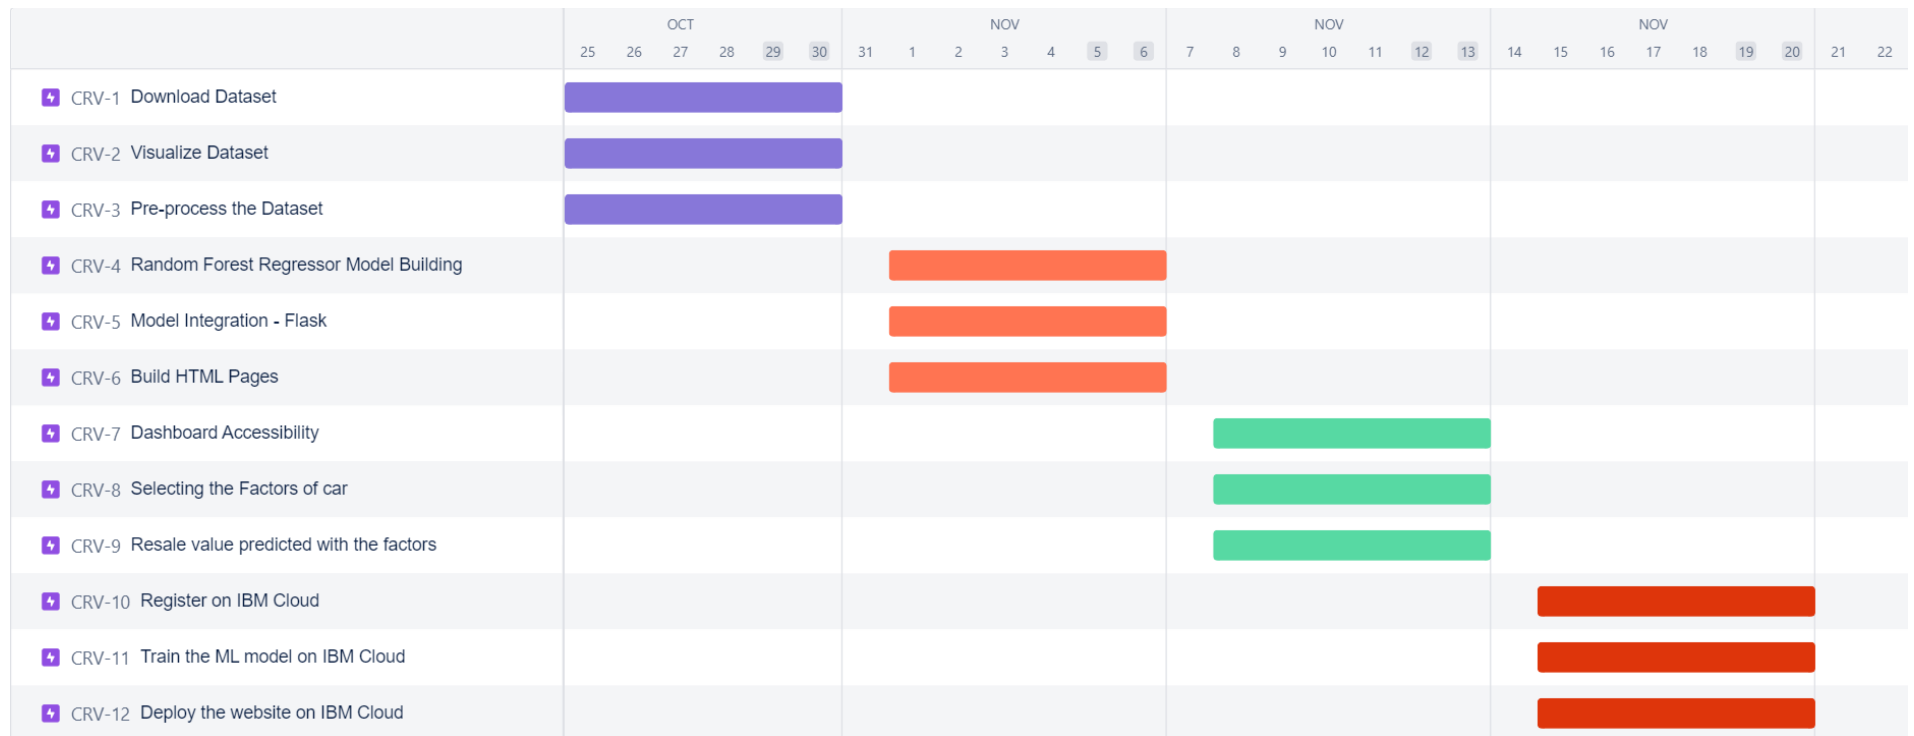 OCT NOV NOV NOV
25 26 27 28 29 30 31 1 2 3 4 5 6 7 8 9 10 11 12 13 14 15 16 17 18 19 20 21 22
CRV-1 Download Dataset
CRV-2 Visualize Dataset
CRV-3 Pre-process the Dataset
CRV-4 Random Forest Regressor Model Building
CRV-5 Model Integration - Flask
CRV-6 Build HTML Pages
CRV-7 Dashboard Accessibility
CRV-8 Selecting the Factors of car
CRV-9 Resale value predicted with the factors
CRV-10 Register on IBM Cloud
CRV-11 Train the ML model on IBM Cloud
CRV-12 Deploy the website on IBM Cloud